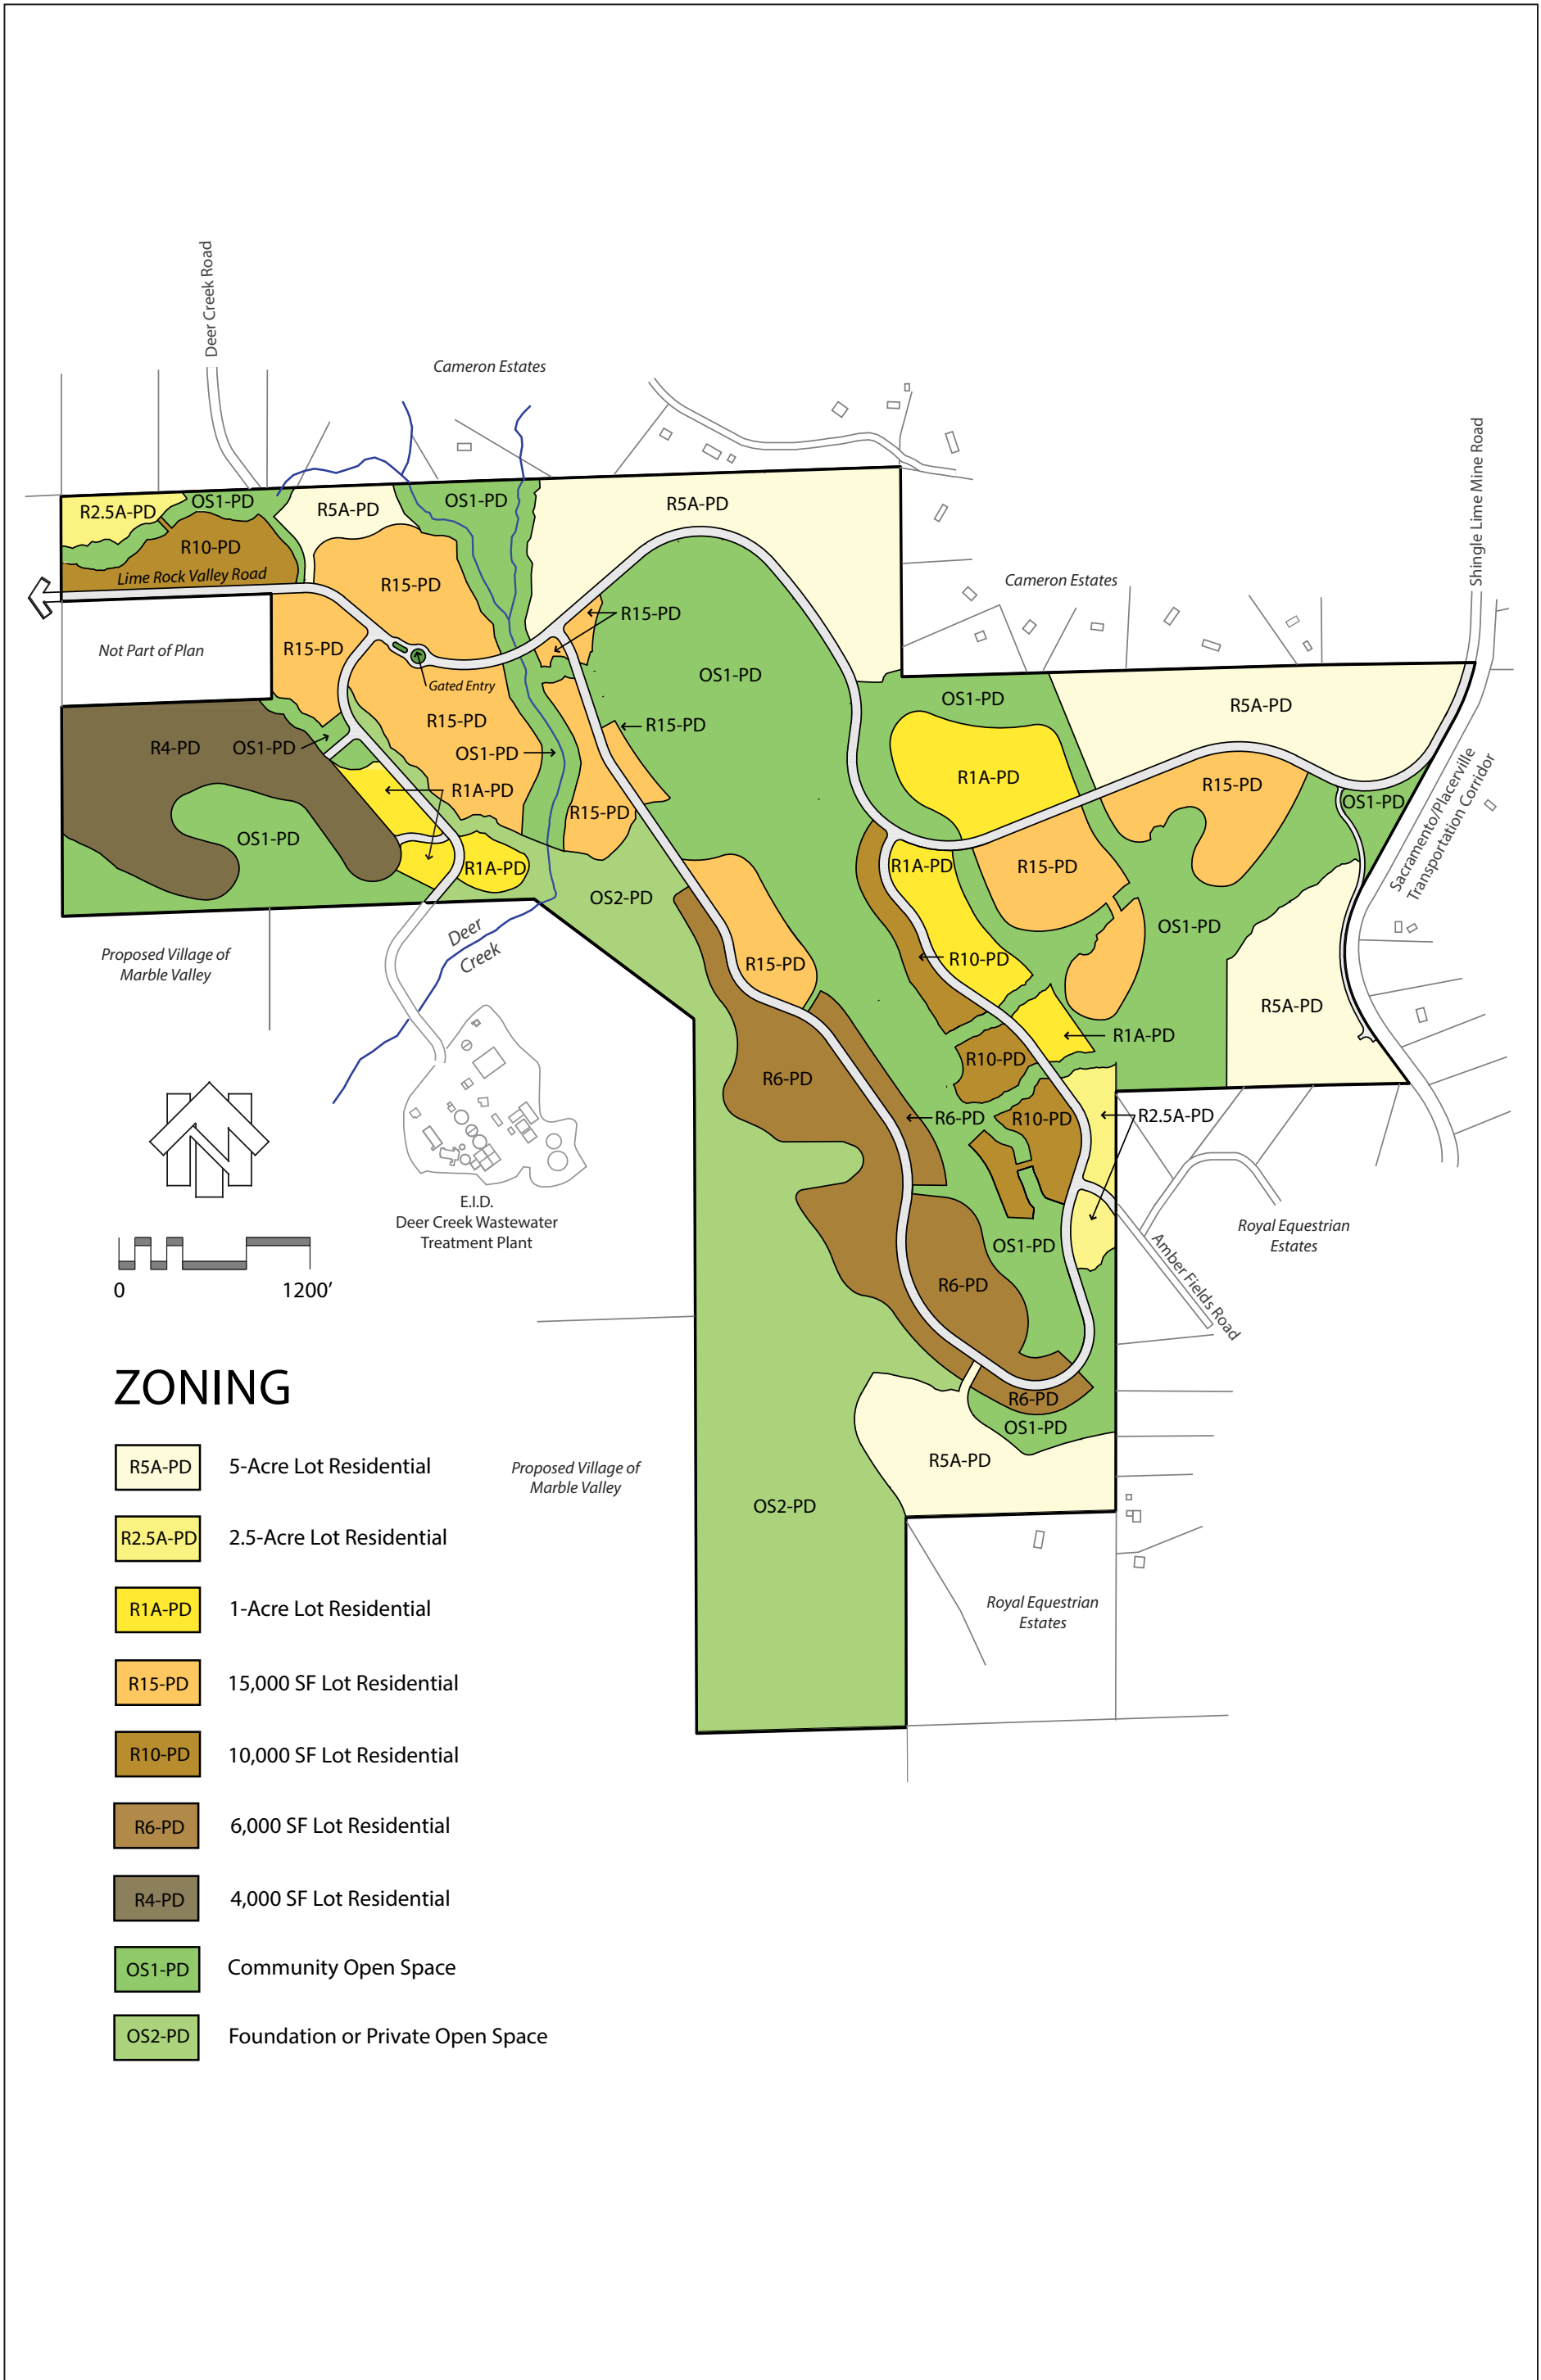 Deer Creek Road
Cameron Estates
Shingle Lime Mine Road
R2.5A-PD
OS1-PD
R5A-PD
OS1-PD
R5A-PD
R10-PD
Lime Rock Valley Road
R15-PD
Cameron Estates
R15-PD
Not Part of Plan
R15-PD
Gated Entry
OS1-PD
OS1-PD
R5A-PD
R15-PD
R15-PD
R4-PD
OS1-PD
OS1-PD
R1A-PD
R15-PD
R1A-PD
OS1-PD
Sacramento/Placerville
Transportation Corridor
R15-PD
OS1-PD
R1A-PD
R1A-PD
R15-PD
OS2-PD
OS1-PD
Deer
Creek
Proposed Village of
Marble Valley
R15-PD
R10-PD
R5A-PD
R1A-PD
R10-PD
R6-PD
R6-PD
R10-PD
R2.5A-PD
E.I.D.
Deer Creek Wastewater
Treatment Plant
Royal Equestrian
Estates
OS1-PD
Amber Fields Road
R6-PD
0
1200’
R6-PD
OS1-PD
R5A-PD
Proposed Village of
Marble Valley
OS2-PD
Royal Equestrian
Estates
ZONING
R5A-PD
5-Acre Lot Residential
R2.5A-PD
2.5-Acre Lot Residential
R1A-PD
1-Acre Lot Residential
R15-PD
15,000 SF Lot Residential
R10-PD
10,000 SF Lot Residential
R6-PD
6,000 SF Lot Residential
R4-PD
4,000 SF Lot Residential
OS1-PD
Community Open Space
OS2-PD
Foundation or Private Open Space